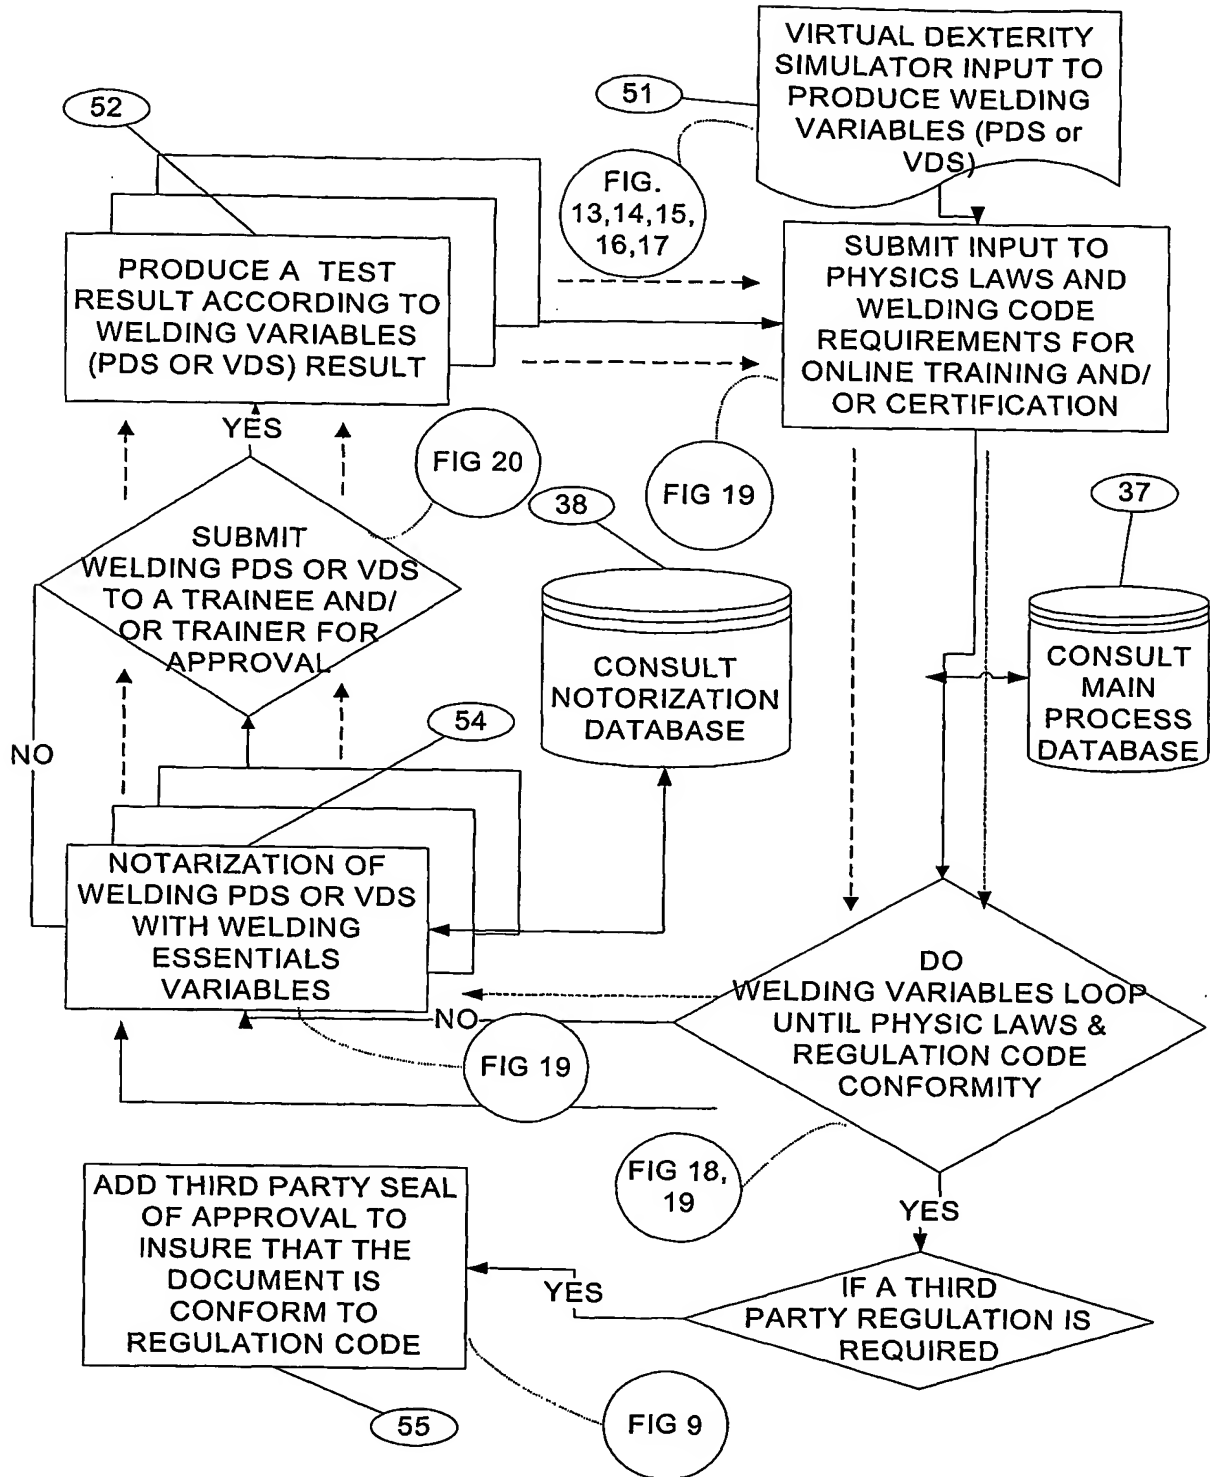 VIRTUAL DEXTERITY
SIMULATOR INPUT TO
PRODUCE WELDING
VARIABLES (PDS or
VDS)
51
52
FIG.
13,14,15,
16,17
PRODUCE A TEST
RESULT ACCORDING TO
WELDING VARIABLES
(PDS OR VDS) RESULT
SUBMIT INPUT TO
PHYSICS LAWS AND
WELDING CODE
REQUIREMENTS FOR
ONLINE TRAINING AND/
OR CERTIFICATION
YES
FIG 20
FIG 19
38
37
SUBMIT
WELDING PDS OR VDS
TO A TRAINEE AND/
OR TRAINER FOR
APPROVAL
CONSULT
NOTORIZATION
DATABASE
CONSULT
MAIN
PROCESS
DATABASE
NO
54
NOTARIZATION OF
WELDING PDS OR VDS
WITH WELDING
ESSENTIALS
VARIABLES
DO
WELDING VARIABLES LOOP
UNTIL PHYSIC LAWS &
REGULATION CODE
CONFORMITY
NO
FIG 19
FIG 18,
19
YES
ADD THIRD PARTY SEAL
OF APPROVAL TO
INSURE THAT THE
DOCUMENT IS
CONFORM TO
REGULATION CODE
YES
IF A THIRD
PARTY REGULATION IS
REQUIRED
FIG 9
55